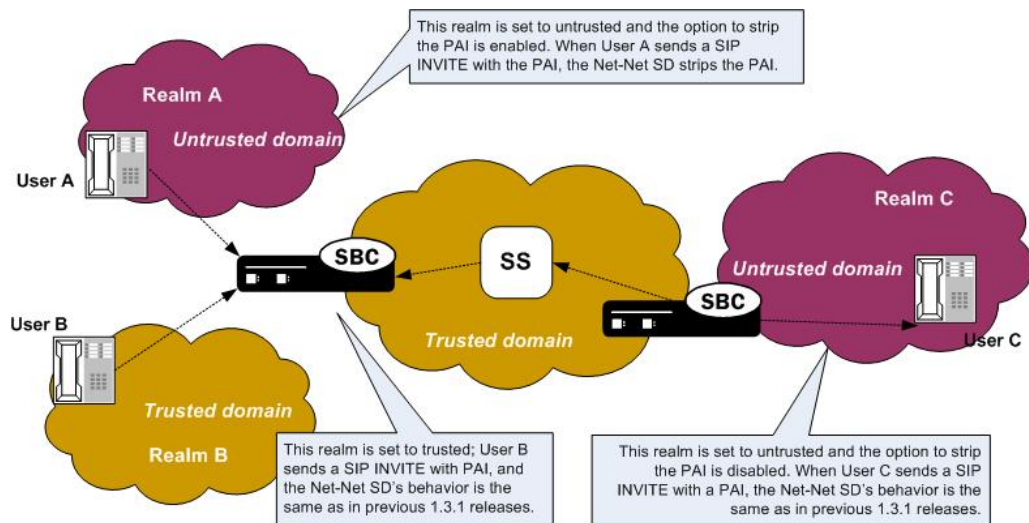 This realm is set to untrusted and the option to strip
the PAI is enabled. When User A sends a SIP
INVITE with the PAI, the Net-Net SD strips the PAI.
Realm A
Untrusted domain
User A
SBC
SS
Realm C
Untrusted domain
SBC
User C
User B
Trusted domain
Trusted domain
Realm B
This realm is set to trusted; User B
sends a SIP INVITE with PAI, and
the Net-Net SD's behavior is the
same as in previous 1.3.1 releases.
This realm is set to untrusted and the option to strip
the PAI is disabled. When User C sends a SIP
INVITE with a PAI, the Net-Net SD's behavior is the
same as in previous 1.3.1 releases.